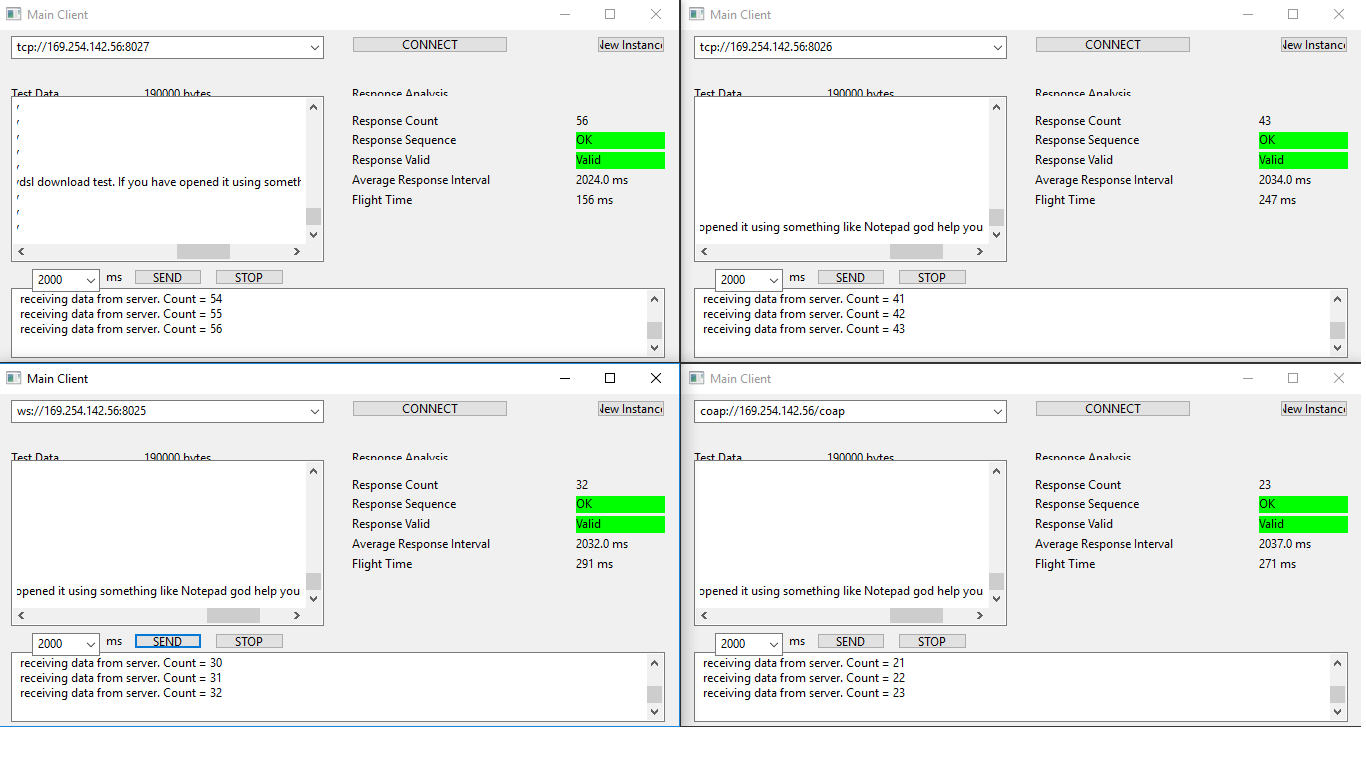 Main Client
tcp://169.254.142.56:8027
CONNECT
New Instanc
Test Data 190000 bytes
Response Analysis
vdsl download test. If you have opened it using someth
Response Count 56
Response Sequence OK
Response Valid Valid
Average Response Interval 2024.0 ms
Flight Time 156 ms
2000 ms SEND STOP
receiving data from server. Count = 54
receiving data from server. Count = 55
receiving data from server. Count = 56
Main Client
tcp://169.254.142.56:8026
CONNECT
New Instanc
Test Data 190000 bytes
Response Analysis
opened it using something like Notepad god help you
Response Count 43
Response Sequence OK
Response Valid Valid
Average Response Interval 2034.0 ms
Flight Time 247 ms
2000 ms SEND STOP
receiving data from server. Count = 41
receiving data from server. Count = 42
receiving data from server. Count = 43
Main Client
ws://169.254.142.56:8025
CONNECT
New Instanc
Test Data 190000 bytes
Response Analysis
opened it using something like Notepad god help you
Response Count 32
Response Sequence OK
Response Valid Valid
Average Response Interval 2032.0 ms
Flight Time 291 ms
2000 ms SEND STOP
receiving data from server. Count = 30
receiving data from server. Count = 31
receiving data from server. Count = 32
Main Client
coap://169.254.142.56/coap
CONNECT
New Instanc
Test Data 190000 bytes
Response Analysis
opened it using something like Notepad god help you
Response Count 23
Response Sequence OK
Response Valid Valid
Average Response Interval 2037.0 ms
Flight Time 271 ms
2000 ms SEND STOP
receiving data from server. Count = 21
receiving data from server. Count = 22
receiving data from server. Count = 23